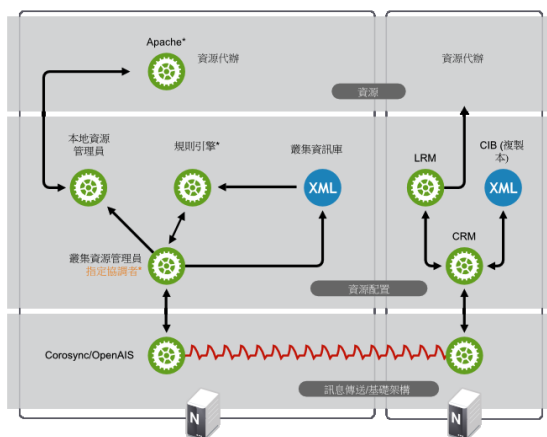 Apache*
資源代辦
資源代辦
資源
本地資源
管理員
規則引擎*
叢集資訊庫
XML
LRM
CIB (複製
本)
XML
叢集資源管理員
指定協調者*
CRM
資源配置
Corosync/OpenAIS
訊息傳送/基礎架構
N
N